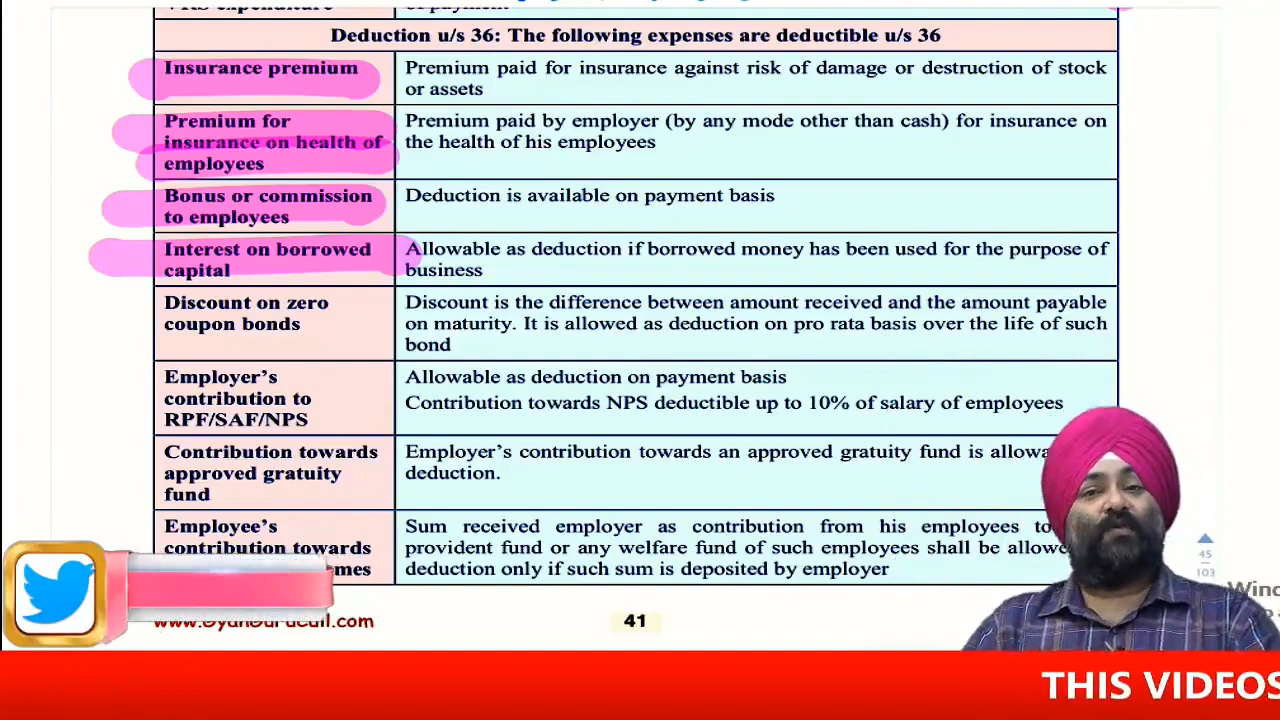 VRS expenditure
of payment
Deduction u/s 36: The following expenses are deductible u/s 36
Insurance premium
Premium paid for insurance against risk of damage or destruction of stock
or assets
Premium for
insurance on health of
employees
Premium paid by employer (by any mode other than cash) for insurance on
the health of his employees
Bonus or commission
to employees
Deduction is available on payment basis
Interest on borrowed
capital
Allowable as deduction if borrowed money has been used for the purpose of
business
Discount on zero
coupon bonds
Discount is the difference between amount received and the amount payable
on maturity. It is allowed as deduction on pro rata basis over the life of such
bond
Employer's
contribution to
RPF/SAF/NPS
Allowable as deduction on payment basis
Contribution towards NPS deductible up to 10% of salary of employees
Contribution towards
approved gratuity
fund
Employer's contribution towards an approved gratuity fund is allowa
deduction.
Employee's
contribution towards
mes
Sum received employer as contribution from his employees to
provident fund or any welfare fund of such employees shall be allowe
deduction only if such sum is deposited by employer
41
45
103
Wind
THIS VIDEOS